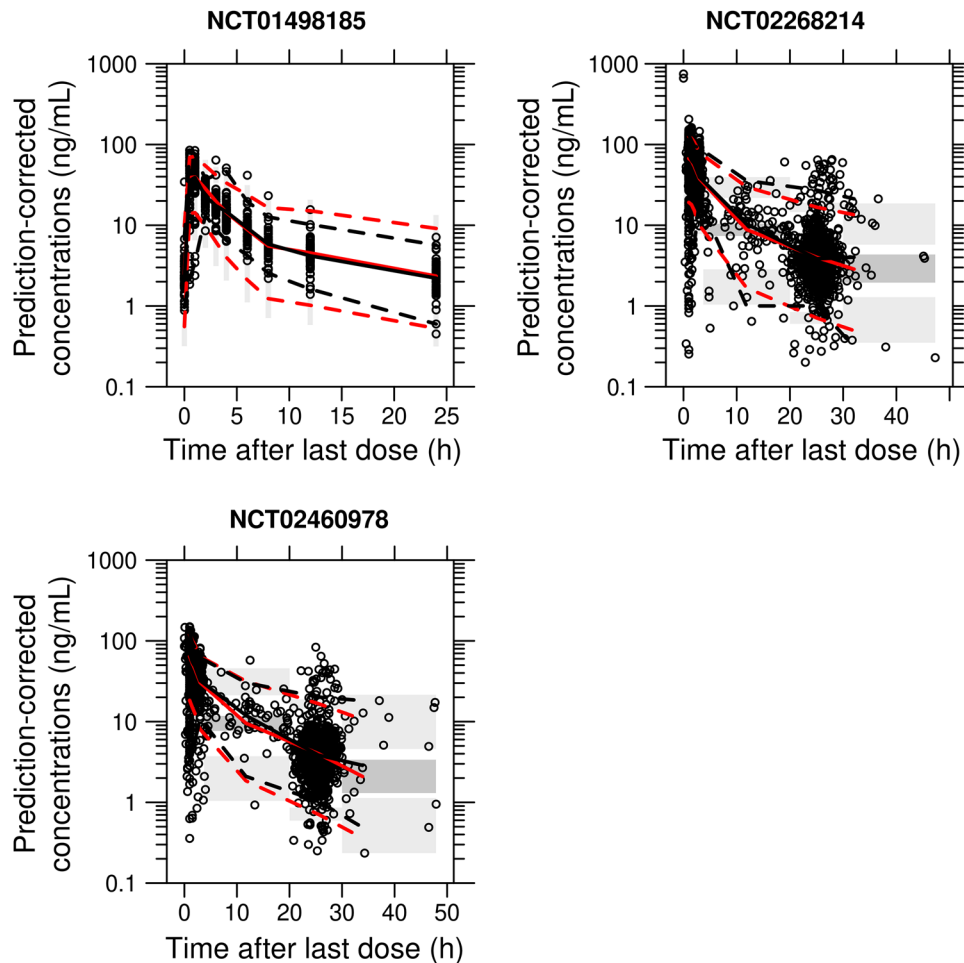 NCT01498185
Prediction-corrected
concentrations (ng/mL)
1000
100
10
1
0.1
0 5 10 15 20 25
Time after last dose (h)
NCT02268214
Prediction-corrected
concentrations (ng/mL)
1000
100
10
1
0.1
0 10 20 30 40
Time after last dose (h)
NCT02460978
Prediction-corrected
concentrations (ng/mL)
1000
100
10
1
0.1
0 10 20 30 40 50
Time after last dose (h)